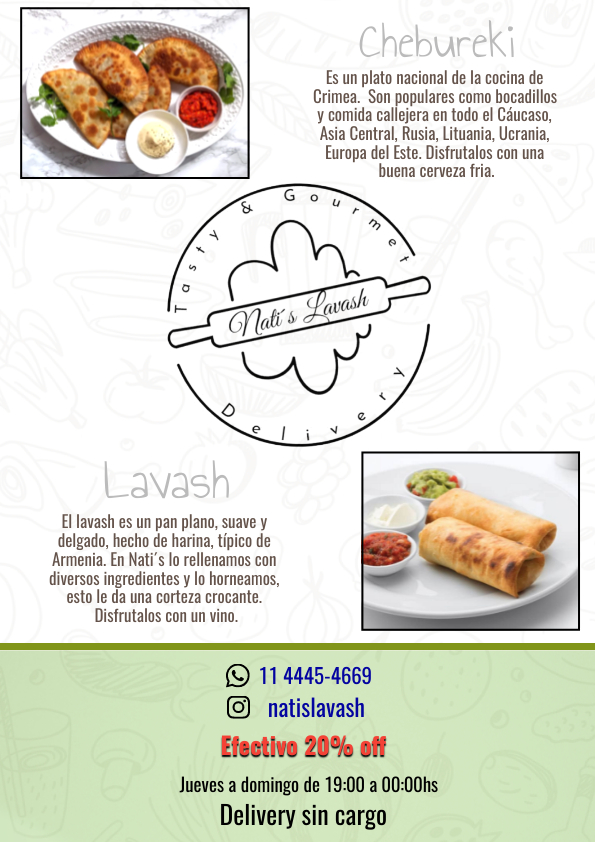 Chebureki
Es un plato nacional de la cocina de
Crimea. Son populares como bocadillos
y comida callejera en todo el Cáucaso,
Asia Central, Rusia, Lituania, Ucrania,
Europa del Este. Disfrutalos con una
buena cerveza fria.
Tasty & Gourmet
Nati´s Lavash
Delivery
Lavash
El lavash es un pan plano, suave y
delgado, hecho de harina, típico de
Armenia. En Nati´s lo rellenamos con
diversos ingredientes y lo horneamos,
esto le da una corteza crocante.
Disfrutalos con un vino.
11 4445-4669
natislavash
Efectivo 20% off
Jueves a domingo de 19:00 a 00:00hs
Delivery sin cargo